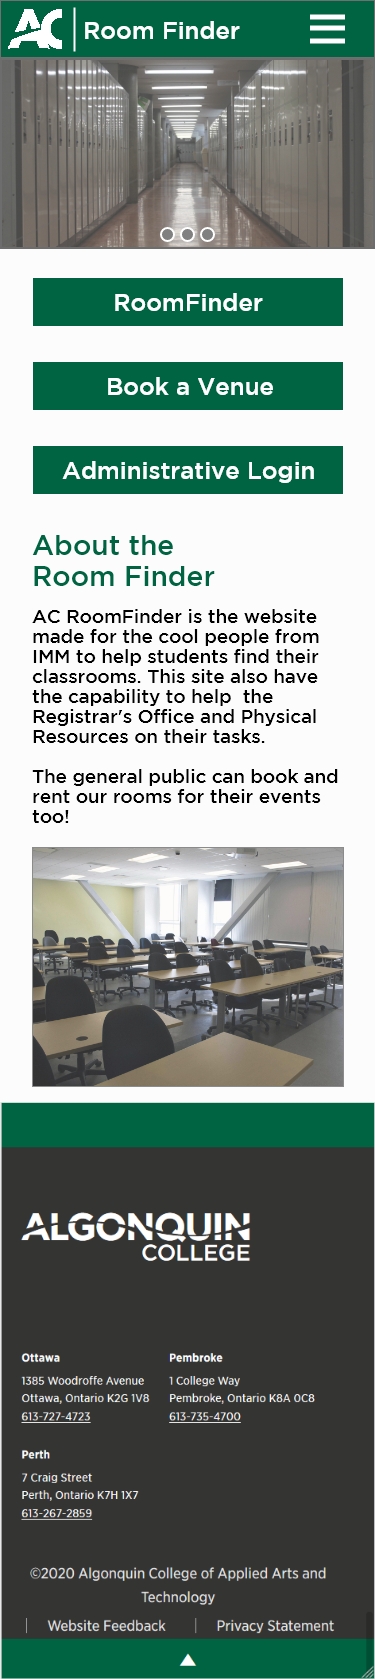 AC Room Finder
RoomFinder
Book a Venue
Administrative Login
About the
Room Finder
AC RoomFinder is the website
made for the cool people from
IMM to help students find their
classrooms. This site also have
the capability to help  the
Registrar's Office and Physical
Resources on their tasks.
The general public can book and
rent our rooms for their events
too!
ALGONQUIN
COLLEGE
Ottawa
1385 Woodroffe Avenue
Ottawa, Ontario K2G 1V8
613-727-4723
Pembroke
1 College Way
Pembroke, Ontario K8A 0C8
613-735-4700
Perth
7 Craig Street
Perth, Ontario K7H 1X7
613-267-2859
©2020 Algonquin College of Applied Arts and
Technology
| Website Feedback | Privacy Statement